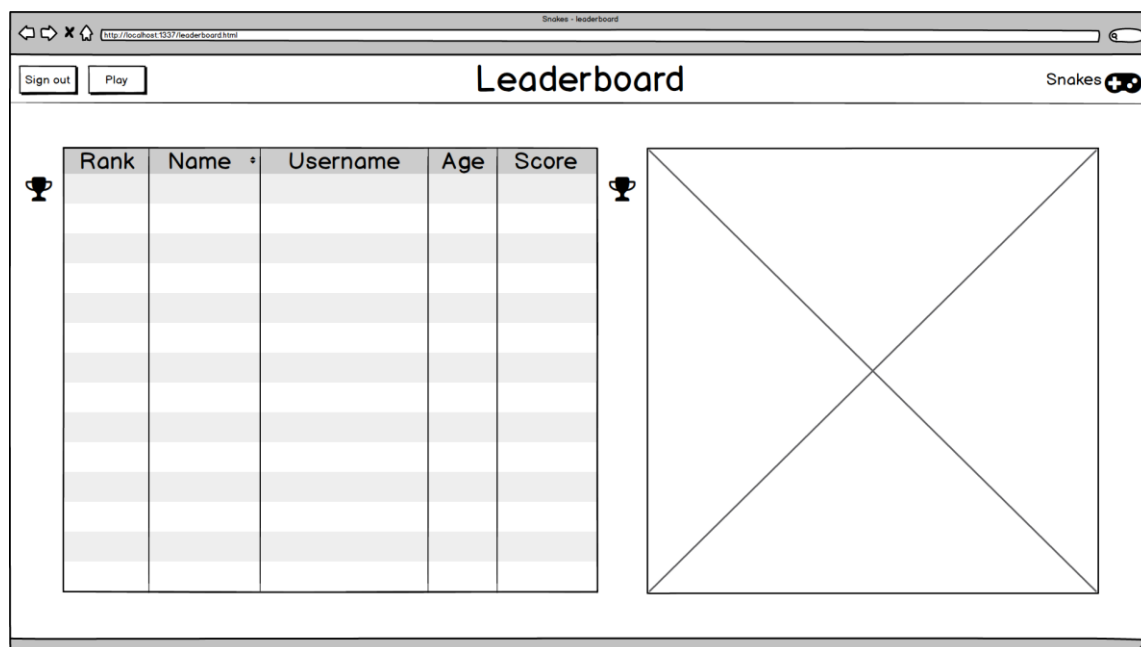 Snakes - leaderboard
http://localhost:1337/leaderboard.html
Sign out Play Leaderboard Snakes
Rank Name Username Age Score